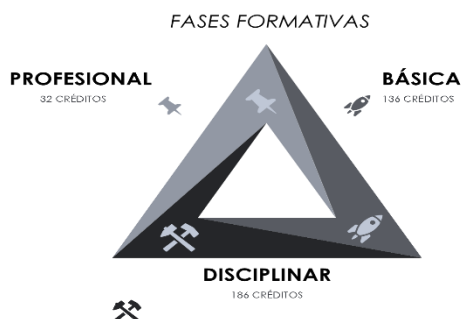 FASES FORMATIVAS
PROFESIONAL
32 CRÉDITOS
BÁSICA
136 CRÉDITOS
DISCIPLINAR
186 CRÉDITOS